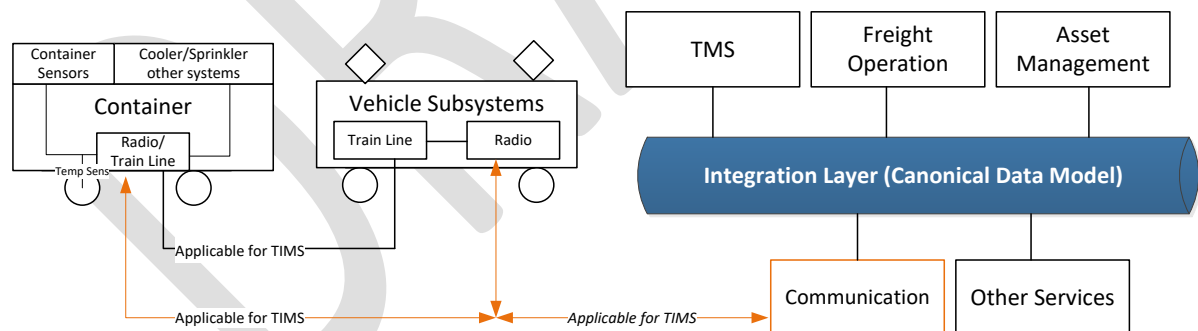 Container
Sensors
Cooler/Sprinkler
other systems
Container
Radio/
Train Line
Temp Sens
Vehicle Subsystems
Train Line
Radio
Applicable for TIMS
Applicable for TIMS
Applicable for TIMS
TMS
Freight
Operation
Asset
Management
Integration Layer (Canonical Data Model)
Communication
Other Services